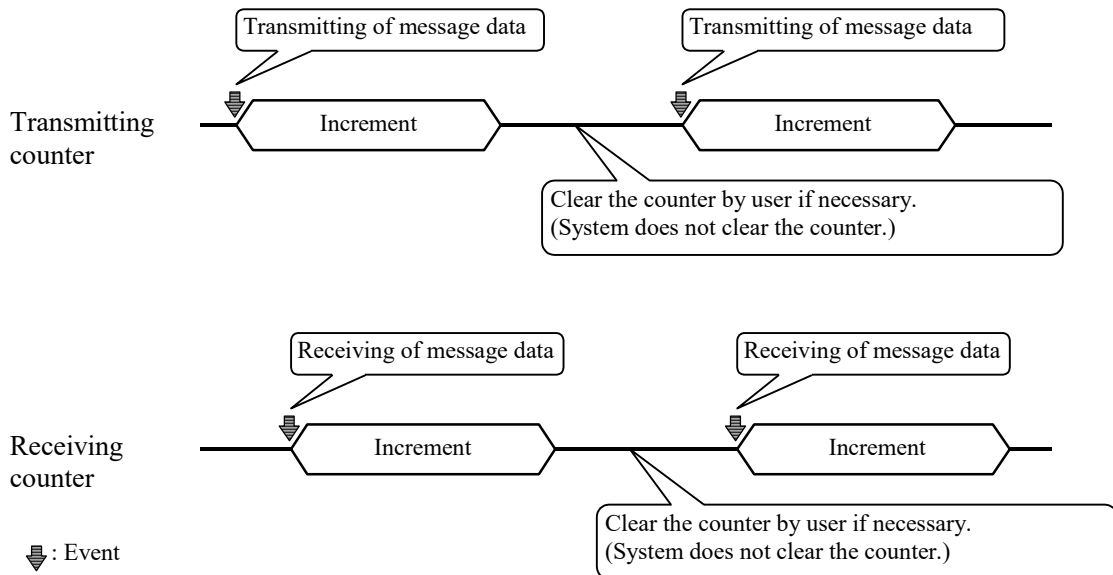 Transmitting of message data
Transmitting of message data
Transmitting
counter
Increment
Increment
Clear the counter by user if necessary.
(System does not clear the counter.)
Receiving of message data
Receiving of message data
Receiving
counter
Increment
Increment
Clear the counter by user if necessary.
(System does not clear the counter.)
: Event